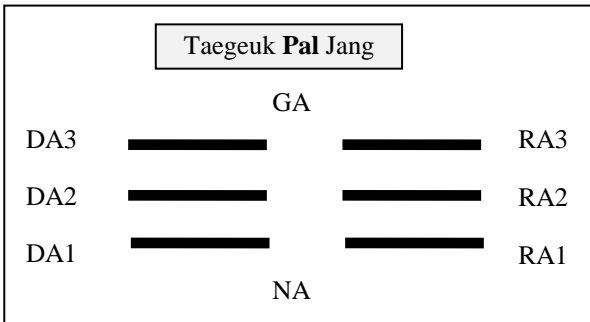 Taegeuk Pal Jang
GA
DA3 RA3
DA2 RA2
DA1 RA1
NA